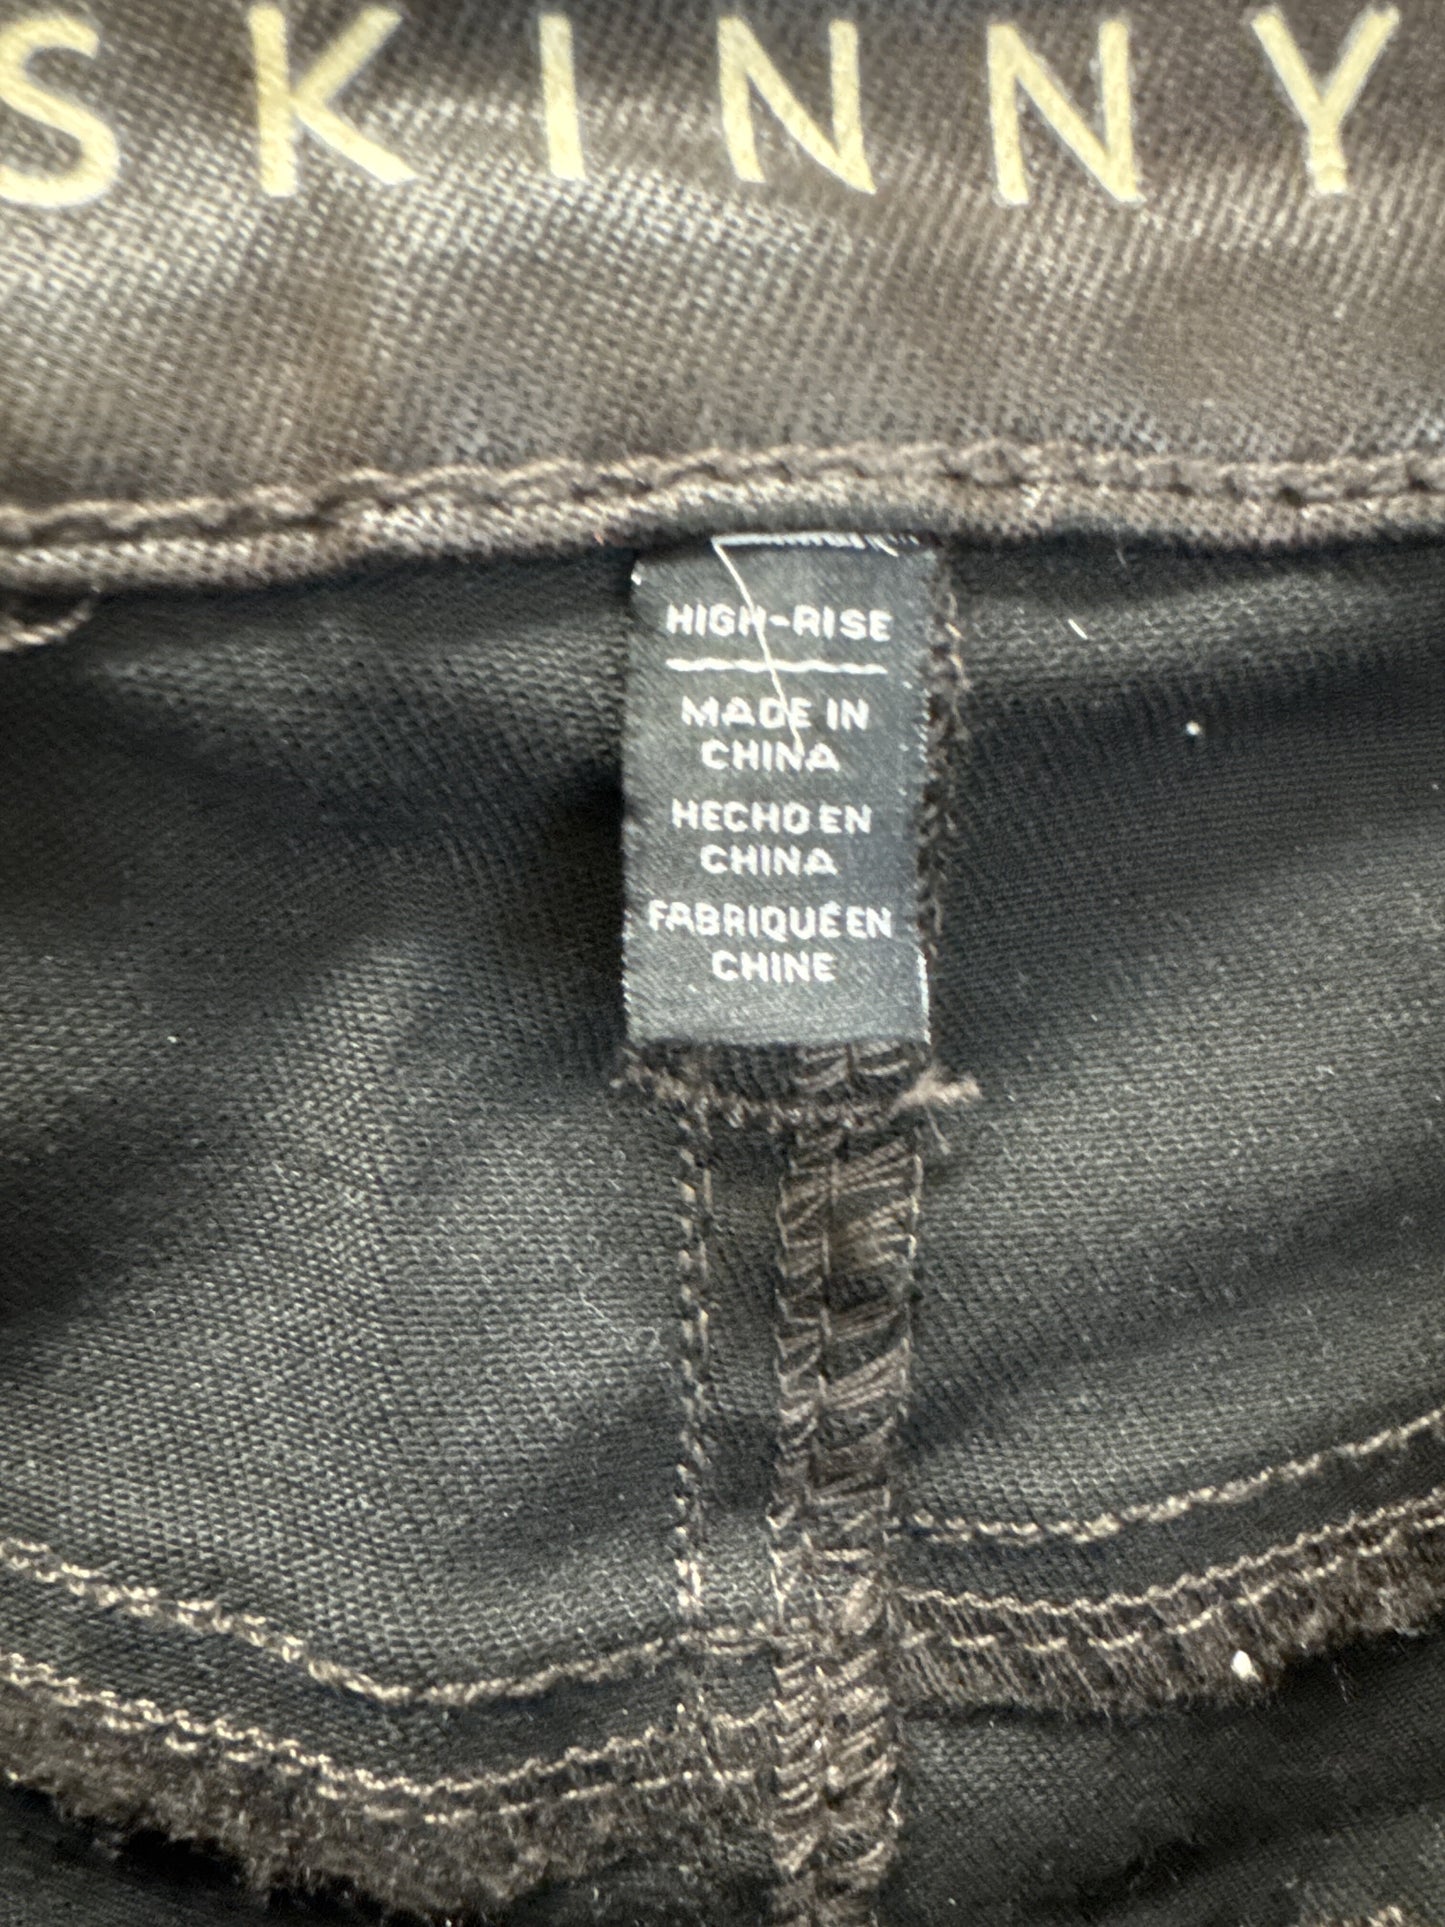 SKINNY
HIGH-RISE
MADE IN
CHINA
HECHO EN
CHINA
FABRIQUÉ EN
CHINE